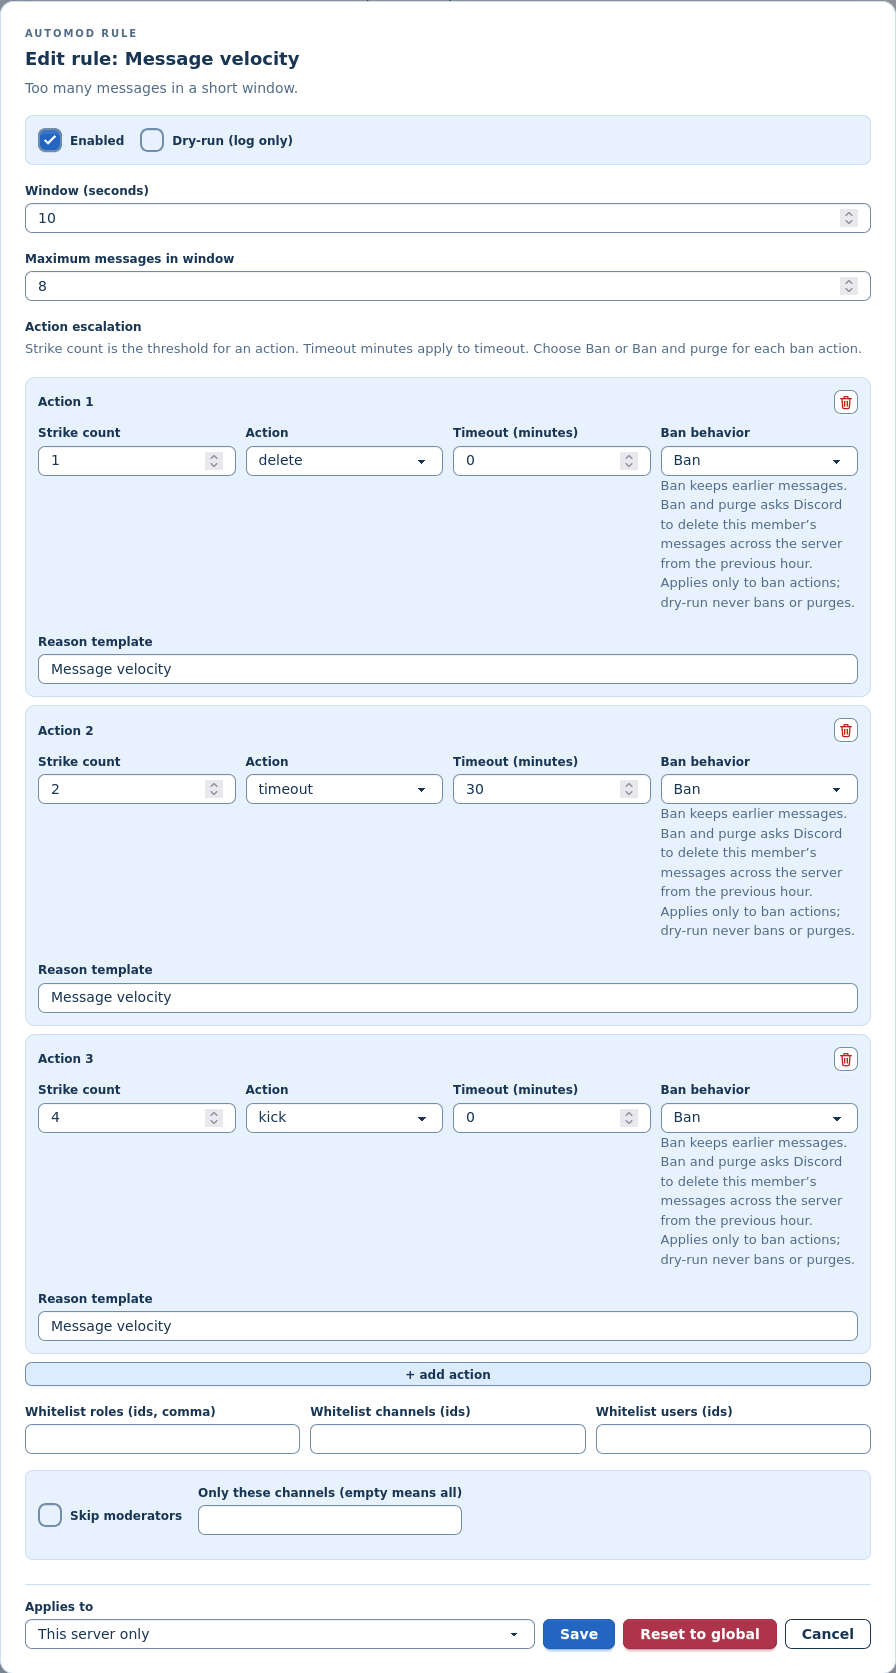 AUTOMOD RULE
Edit rule: Message velocity
Too many messages in a short window.
Enabled
Dry-run (log only)
Window (seconds)
10
Maximum messages in window
8
Action escalation
Strike count is the threshold for an action. Timeout minutes apply to timeout. Choose Ban or Ban and purge for each ban action.
Action 1
Strike count
Action
Timeout (minutes)
Ban behavior
1
delete
0
Ban
Ban keeps earlier messages.
Ban and purge asks Discord
to delete this member’s
messages across the server
from the previous hour.
Applies only to ban actions;
dry-run never bans or purges.
Reason template
Message velocity
Action 2
Strike count
Action
Timeout (minutes)
Ban behavior
2
timeout
30
Ban
Ban keeps earlier messages.
Ban and purge asks Discord
to delete this member’s
messages across the server
from the previous hour.
Applies only to ban actions;
dry-run never bans or purges.
Reason template
Message velocity
Action 3
Strike count
Action
Timeout (minutes)
Ban behavior
4
kick
0
Ban
Ban keeps earlier messages.
Ban and purge asks Discord
to delete this member’s
messages across the server
from the previous hour.
Applies only to ban actions;
dry-run never bans or purges.
Reason template
Message velocity
+ add action
Whitelist roles (ids, comma)
Whitelist channels (ids)
Whitelist users (ids)
Skip moderators
Only these channels (empty means all)
Applies to
This server only
Save
Reset to global
Cancel